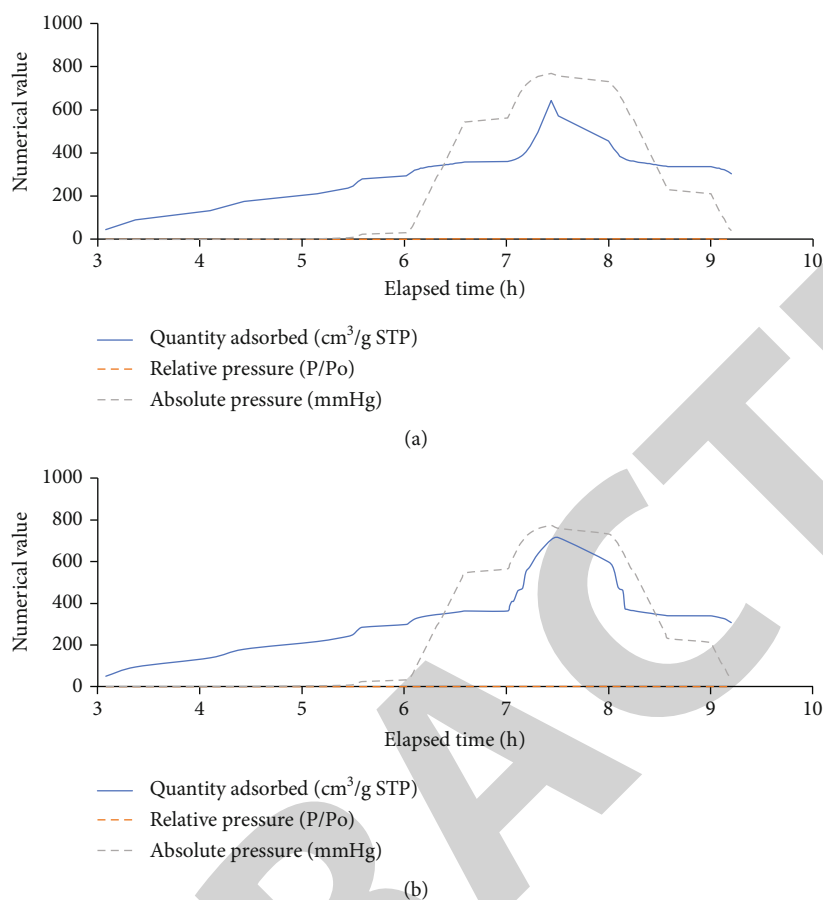 1000
800
600
400
200
0
Numerical value
3 4 5 6 7 8 9 10
Elapsed time (h)
Quantity adsorbed (cm³/g STP)
Relative pressure (P/Po)
Absolute pressure (mmHg)
(a)
1000
800
600
400
200
0
Numerical value
3 4 5 6 7 8 9 10
Elapsed time (h)
Quantity adsorbed (cm³/g STP)
Relative pressure (P/Po)
Absolute pressure (mmHg)
(b)